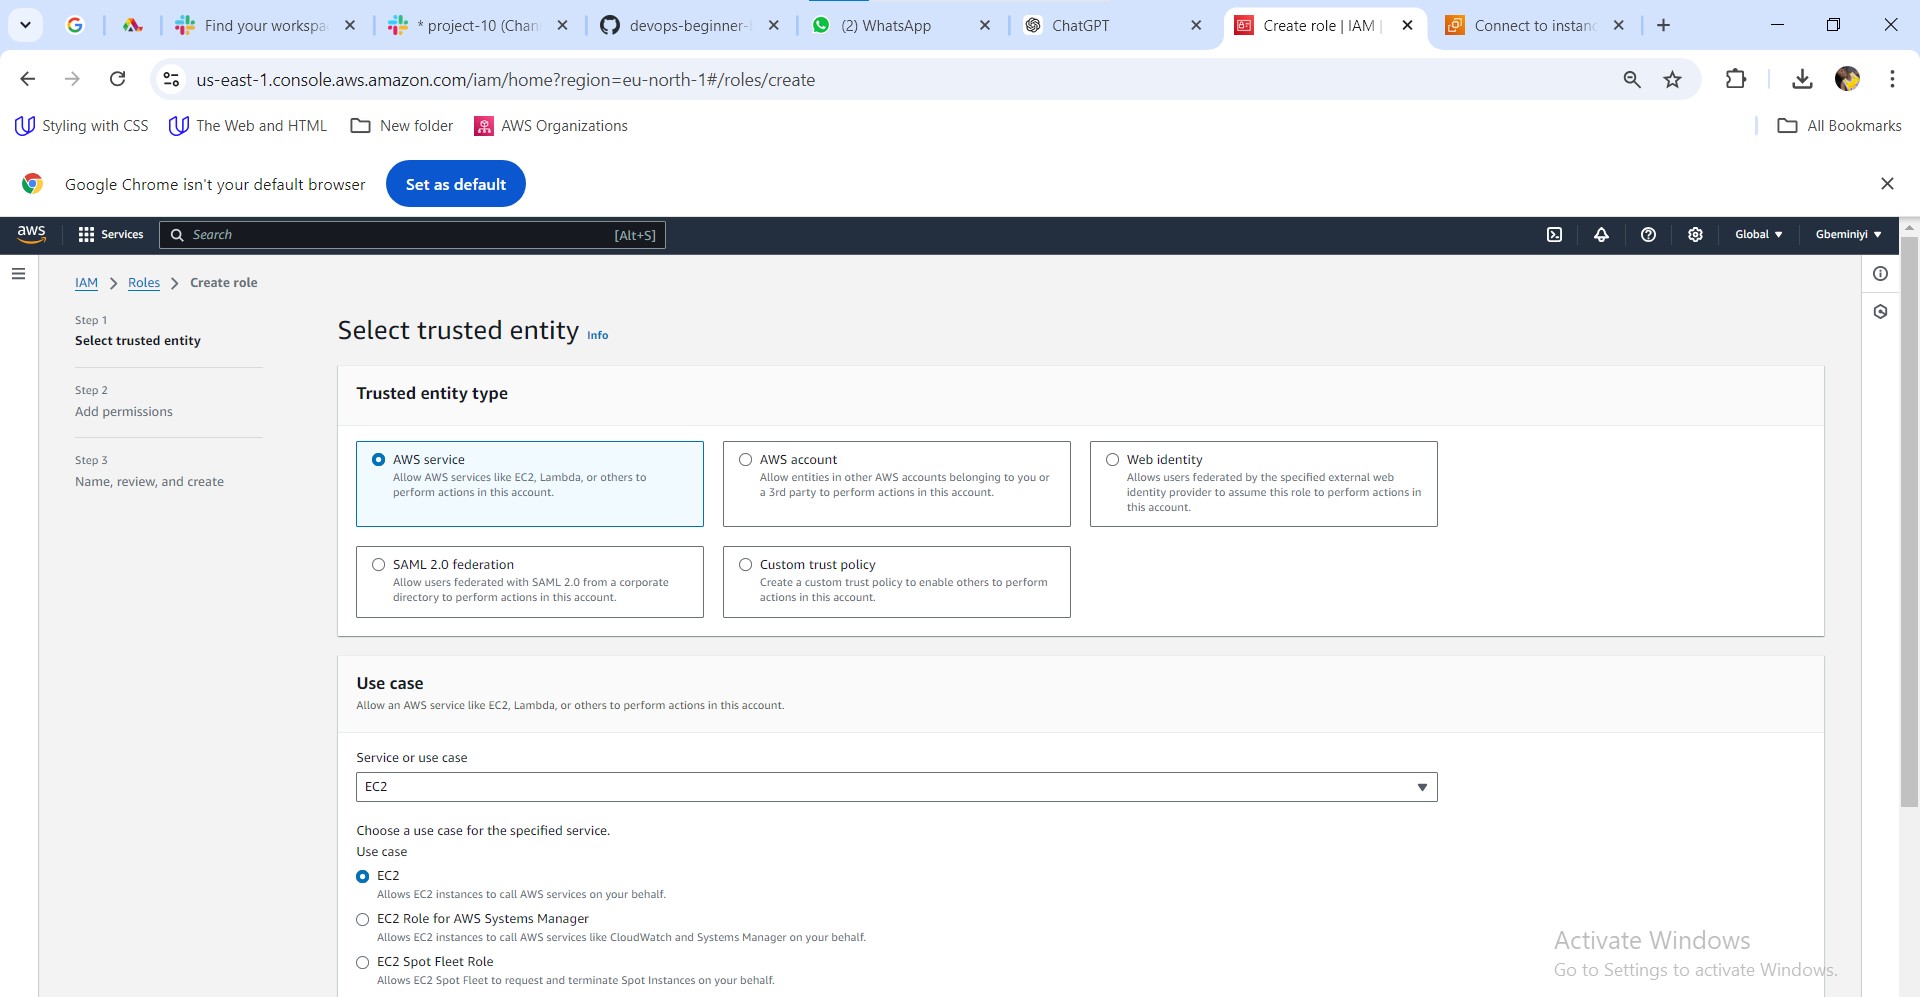 Find your workspa
* project-10 (Chan
devops-beginner-
(2) WhatsApp
ChatGPT
Create role | IAM |
Connect to instanc
us-east-1.console.aws.amazon.com/iam/home?region=eu-north-1#/roles/create
Styling with CSS
The Web and HTML
New folder
AWS Organizations
All Bookmarks
Google Chrome isn't your default browser
Set as default
aws
Services
Search
[Alt+S]
Global
Gbeminiyi
IAM
Roles
Create role
Step 1
Select trusted entity
Step 2
Add permissions
Step 3
Name, review, and create
Select trusted entity Info
Trusted entity type
AWS service
Allow AWS services like EC2, Lambda, or others to
perform actions in this account.
AWS account
Allow entities in other AWS accounts belonging to you or
a 3rd party to perform actions in this account.
Web identity
Allows users federated by the specified external web
identity provider to assume this role to perform actions in
this account.
SAML 2.0 federation
Allow users federated with SAML 2.0 from a corporate
directory to perform actions in this account.
Custom trust policy
Create a custom trust policy to enable others to perform
actions in this account.
Use case
Allow an AWS service like EC2, Lambda, or others to perform actions in this account.
Service or use case
EC2
Choose a use case for the specified service.
Use case
EC2
Allows EC2 instances to call AWS services on your behalf.
EC2 Role for AWS Systems Manager
Allows EC2 instances to call AWS services like CloudWatch and Systems Manager on your behalf.
EC2 Spot Fleet Role
Allows EC2 Spot Fleet to request and terminate Spot Instances on your behalf.
Activate Windows
Go to Settings to activate Windows.